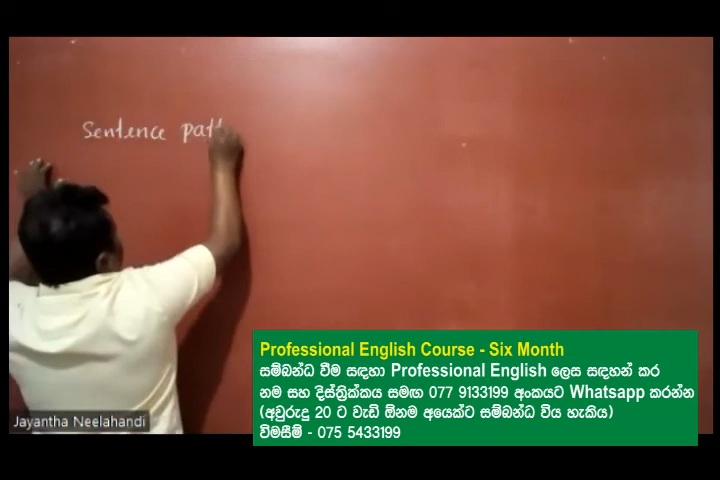 Sentence patt
Professional English Course - Six Month
සම්බන්ධ වීම සඳහා Professional English ලෙස සඳහන් කර
නම සහ දිස්ත්‍රික්කය සමඟ 077 9133199 අංකයට Whatsapp කරන්න
(අවුරුදු 20 ට වැඩි ඕනම අයෙක්ට සම්බන්ධ විය හැකිය)
විමසීම් - 075 5433199
Jayantha Neelahandi